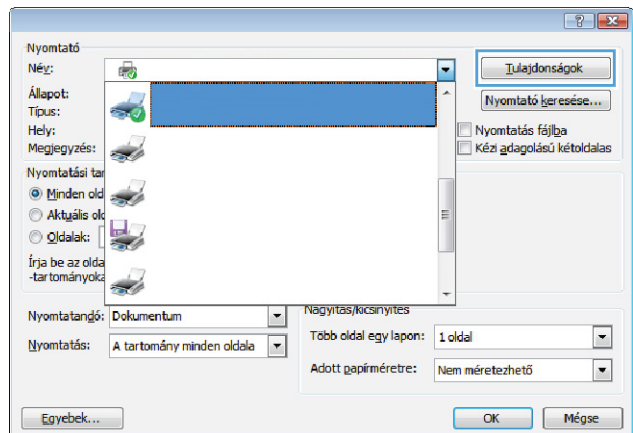 Nyomtató
Név:
Tulajdonságok
Állapot:
Nyomtató keresése...
Típus:
Hely:
Nyomtatás fájlba
Megjegyzés:
Kézi adagolású kétoldalas
Nyomtatási tar
Minden old
Aktuális old
Oldalak:
Írja be az olda
-tartományoka
Nyomtatandó: Dokumentum
Nagyítás/kicsinyítés
Több oldal egy lapon: 1 oldal
Nyomtatás: A tartomány minden oldala
Adott papírméretre: Nem méretezhető
Egyebek...
OK
Mégse